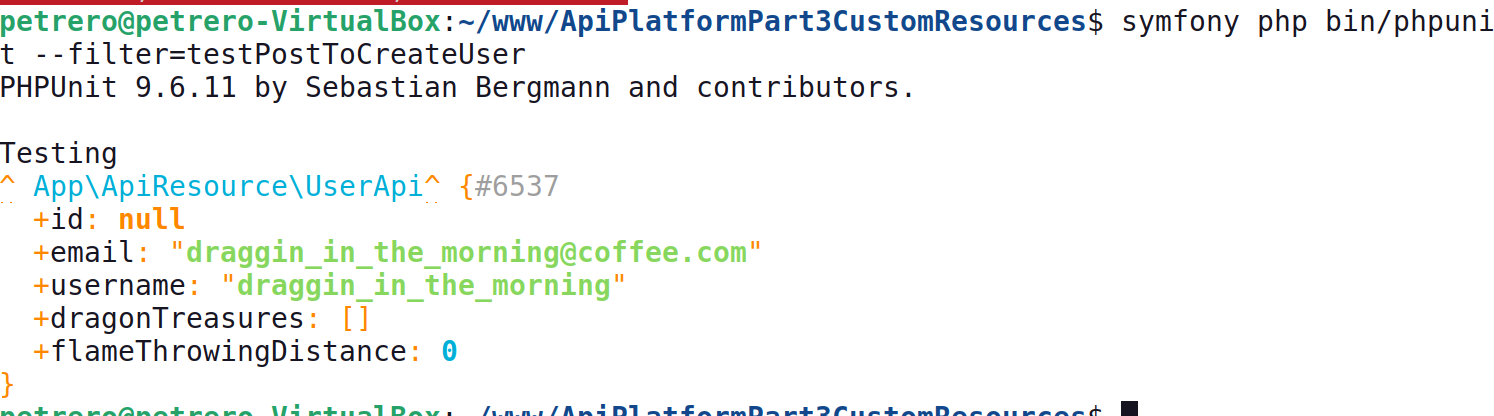 petrero@petrero-VirtualBox:~/www/ApiPlatformPart3CustomResources$ symfony php bin/phpuni
t --filter=testPostToCreateUser
PHPUnit 9.6.11 by Sebastian Bergmann and contributors.
Testing
^ App\ApiResource\UserApi^ {#6537
  +id: null
  +email: "draggin_in_the_morning@coffee.com"
  +username: "draggin_in_the_morning"
  +dragonTreasures: []
  +flameThrowingDistance: 0
}
petrero@petrero-VirtualBox:~/www/ApiPlatformPart3CustomResources$